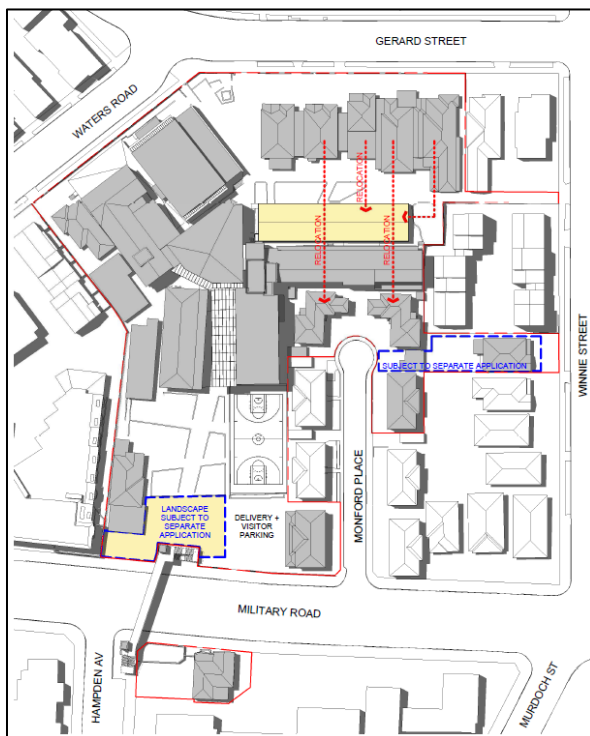 GERARD STREET
WATERS ROAD
RELOCATION
RELOCATION
RELOCATION
SUBJECT TO SEPARATE APPLICATION
WINNIE STREET
MONFORD PLACE
LANDSCAPE
SUBJECT TO
SEPARATE
APPLICATION
DELIVERY +
VISITOR
PARKING
MILITARY ROAD
HAMPDEN AV
MURDOCH ST